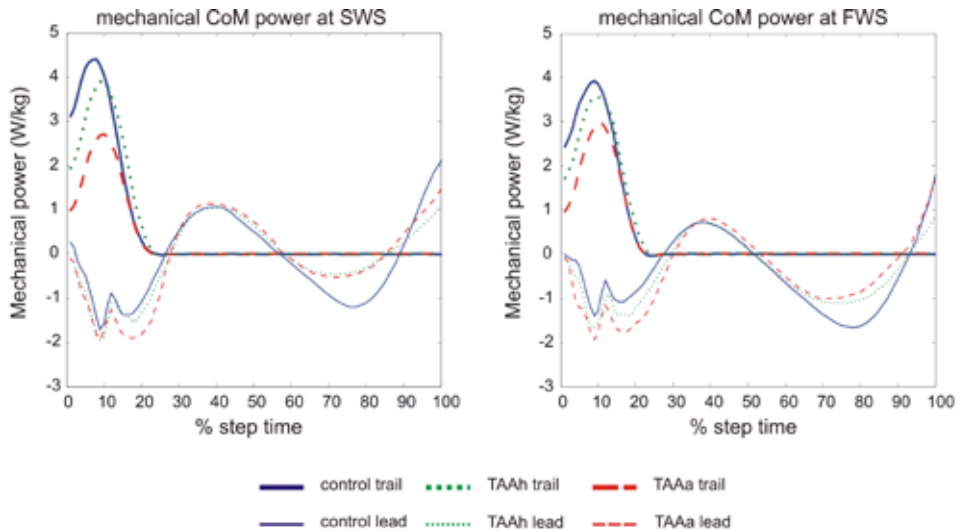 mechanical CoM power at SWS
Mechanical power (W/kg)
5
4
3
2
1
0
-1
-2
-3
0 10 20 30 40 50 60 70 80 90 100
% step time
mechanical CoM power at FWS
Mechanical power (W/kg)
5
4
3
2
1
0
-1
-2
-3
0 10 20 30 40 50 60 70 80 90 100
% step time
control trail TAAh trail TAAa trail
control lead TAAh lead TAAa lead